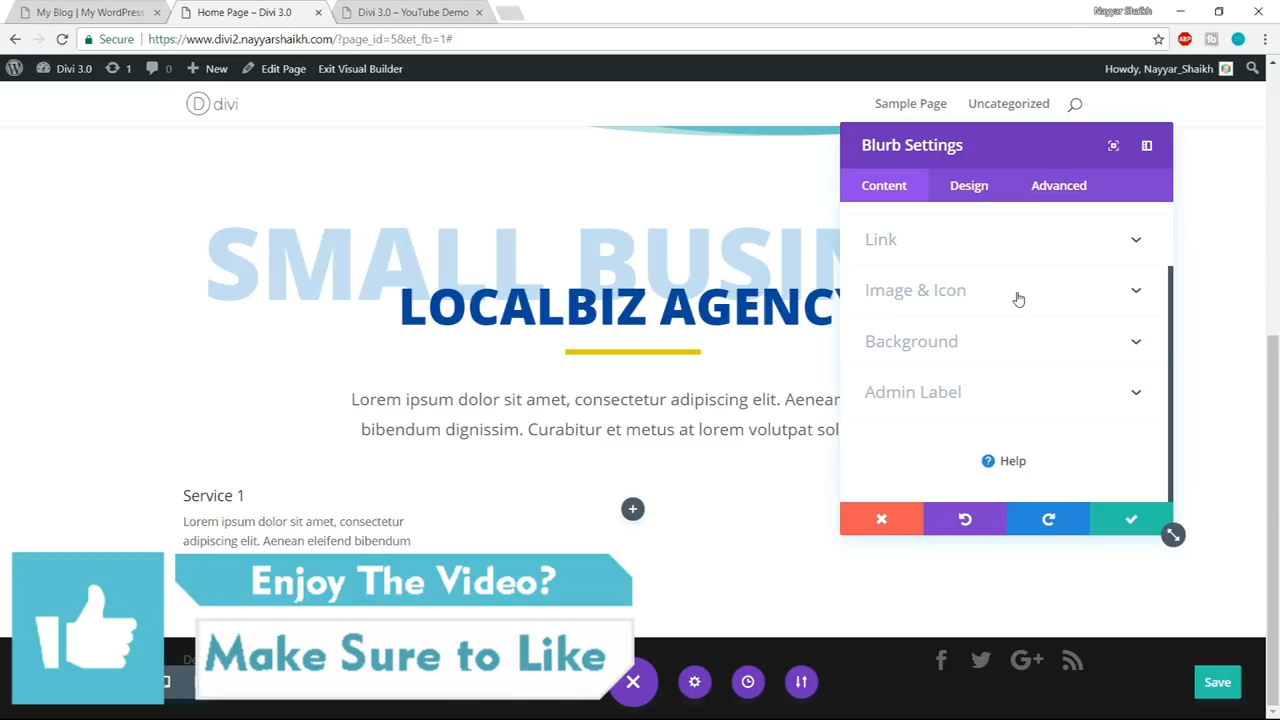 My Blog | My WordPres
Home Page – Divi 3.0
Divi 3.0 – YouTube Demo
Nayyar Shaikh
Secure
https://www.divi2.nayyarshaikh.com/?page_id=5&et_fb=1#
ABP
tb
Divi 3.0
1
0
New
Edit Page
Exit Visual Builder
Howdy, Nayyar_Shaikh
D divi
Sample Page
Uncategorized
Blurb Settings
Content
Design
Advanced
Link
Image & Icon
Background
Admin Label
Help
SMALL BUSIN
LOCALBIZ AGENCY
Lorem ipsum dolor sit amet, consectetur adipiscing elit. Aenear
bibendum dignissim. Curabitur et metus at lorem volutpat sol
Service 1
Lorem ipsum dolor sit amet, consectetur
adipiscing elit. Aenean eleifend bibendum
Enjoy The Video?
Make Sure to Like
De
Save